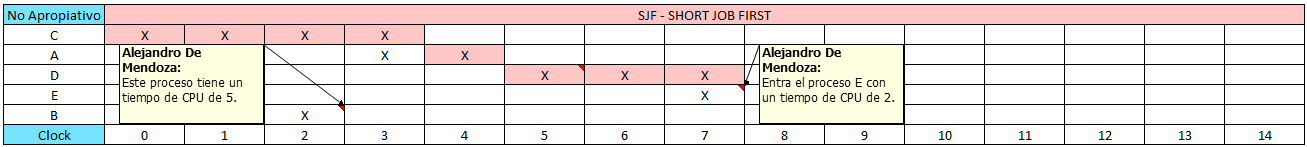 No Apropiativo SJF - SHORT JOB FIRST
C X X X X
A X X
D X X X
E X
B X
Alejandro De
Mendoza:
Este proceso tiene un
tiempo de CPU de 5.
Alejandro De
Mendoza:
Entra el proceso E con
un tiempo de CPU de 2.
Clock 0 1 2 3 4 5 6 7 8 9 10 11 12 13 14